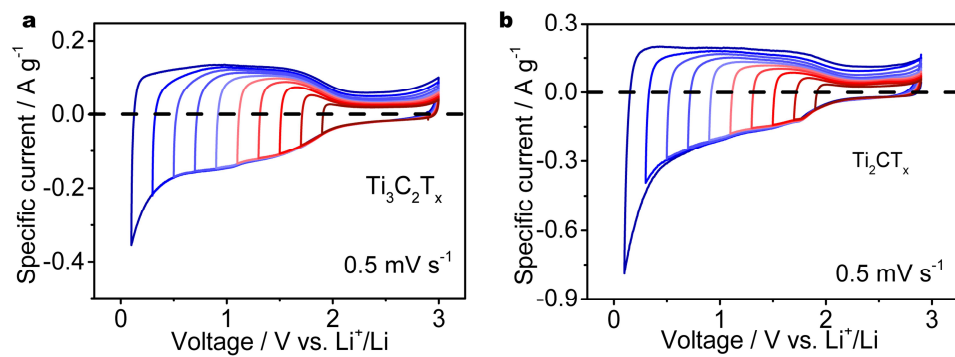 a
0.2
0.0
-0.2
-0.4
Specific current / A g⁻¹
Ti₃C₂Tₓ
0.5 mV s⁻¹
0 1 2 3
Voltage / V vs. Li⁺/Li
b
0.3
0.0
-0.3
-0.6
-0.9
Specific current / A g⁻¹
Ti₂CTₓ
0.5 mV s⁻¹
0 1 2 3
Voltage / V vs. Li⁺/Li